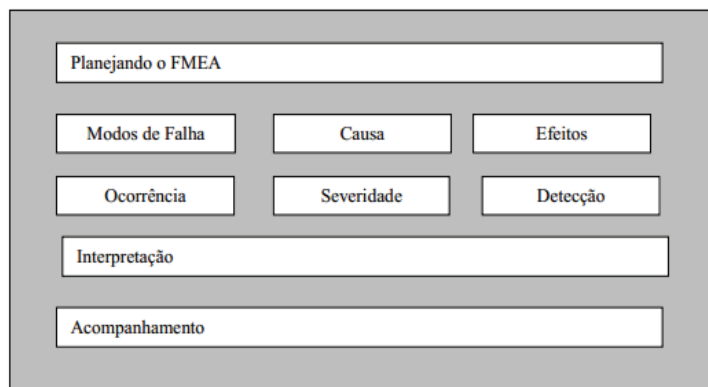 Planejando o FMEA
Modos de Falha
Causa
Efeitos
Ocorrência
Severidade
Detecção
Interpretação
Acompanhamento